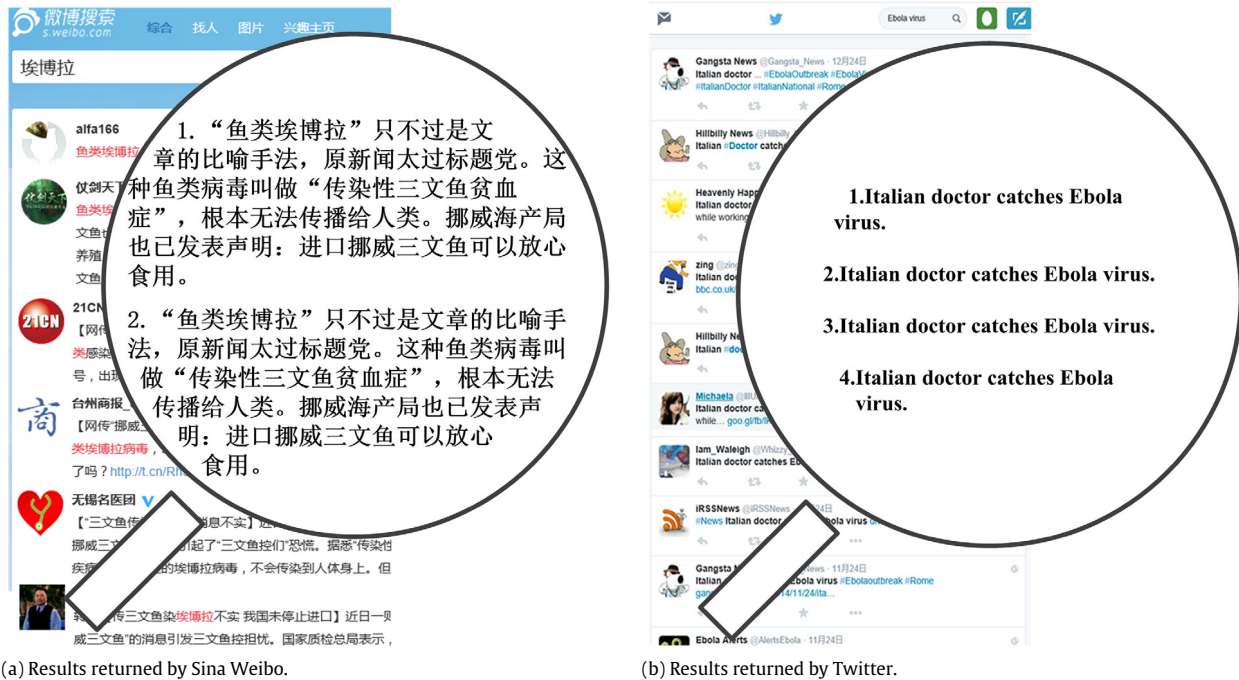 微博搜索
s.weibo.com
综合 找人 图片 兴趣主页
埃博拉
alfa166
鱼类埃博拉
仗剑天下
鱼类埃
文鱼
养殖
文鱼
21CN
21CN
【网传
类感染
号，出现
商
台州商报_
【网传“挪威三
类埃博拉病毒，
了吗？http://t.cn/Rh
无锡名医团
【“三文鱼传 消息不实】近
挪威三文 引起了“三文鱼控们”恐慌。据悉“传染性
疾病 的埃博拉病毒，不会传染到人体身上。但
传三文鱼染埃博拉不实 我国未停止进口】近日一则
威三文鱼”的消息引发三文鱼控担忧。国家质检总局表示，
1. “鱼类埃博拉”只不过是文
章的比喻手法，原新闻太过标题党。这
种鱼类病毒叫做“传染性三文鱼贫血
症”，根本无法传播给人类。挪威海产局
也已发表声明：进口挪威三文鱼可以放心
食用。
2. “鱼类埃博拉”只不过是文章的比喻手
法，原新闻太过标题党。这种鱼类病毒叫
做“传染性三文鱼贫血症”，根本无法
传播给人类。挪威海产局也已发表声
明：进口挪威三文鱼可以放心
食用。
(a) Results returned by Sina Weibo.
Ebola virus
Gangsta News @Gangsta_News · 12月24日
Italian doctor ... #EbolaOutbreak #EbolaV
#ItalianDoctor #ItalianNational #Rome
Hillbilly News @Hillbilly
Italian #Doctor catch
Heavenly Happ
Italian doctor
while working
zing @zing
Italian do
bbc.co.uk/
Hillbilly Ne
Italian #do
Michaela
Italian doctor ca
while... goo.gl/fb/
Iam_Waleigh @Whizzy_
Italian doctor catches E
iRSSNews @iRSSNews 24日
#News Italian doctor bola virus
Gangsta News · 11月24日
Italian Ebola virus #Ebolaoutbreak #Rome
gang 14/11/24/ita...
Ebola Alerts @AlertsEbola · 11月24日
1.Italian doctor catches Ebola
virus.
2.Italian doctor catches Ebola virus.
3.Italian doctor catches Ebola virus.
4.Italian doctor catches Ebola
virus.
(b) Results returned by Twitter.